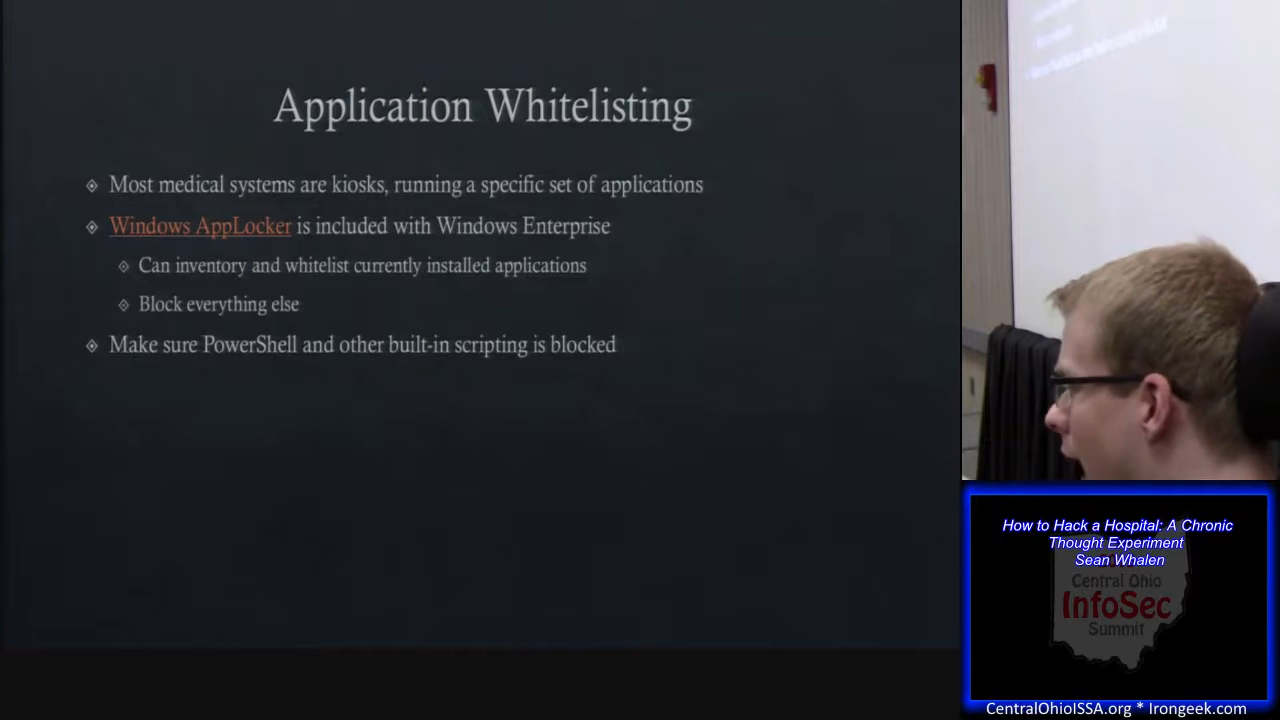 Application Whitelisting
Most medical systems are kiosks, running a specific set of applications
Windows AppLocker is included with Windows Enterprise
Can inventory and whitelist currently installed applications
Block everything else
Make sure PowerShell and other built-in scripting is blocked
How to Hack a Hospital: A Chronic
Thought Experiment
Sean Whalen
Central Ohio
InfoSec
Summit
CentralOhioISSA.org * Irongeek.com